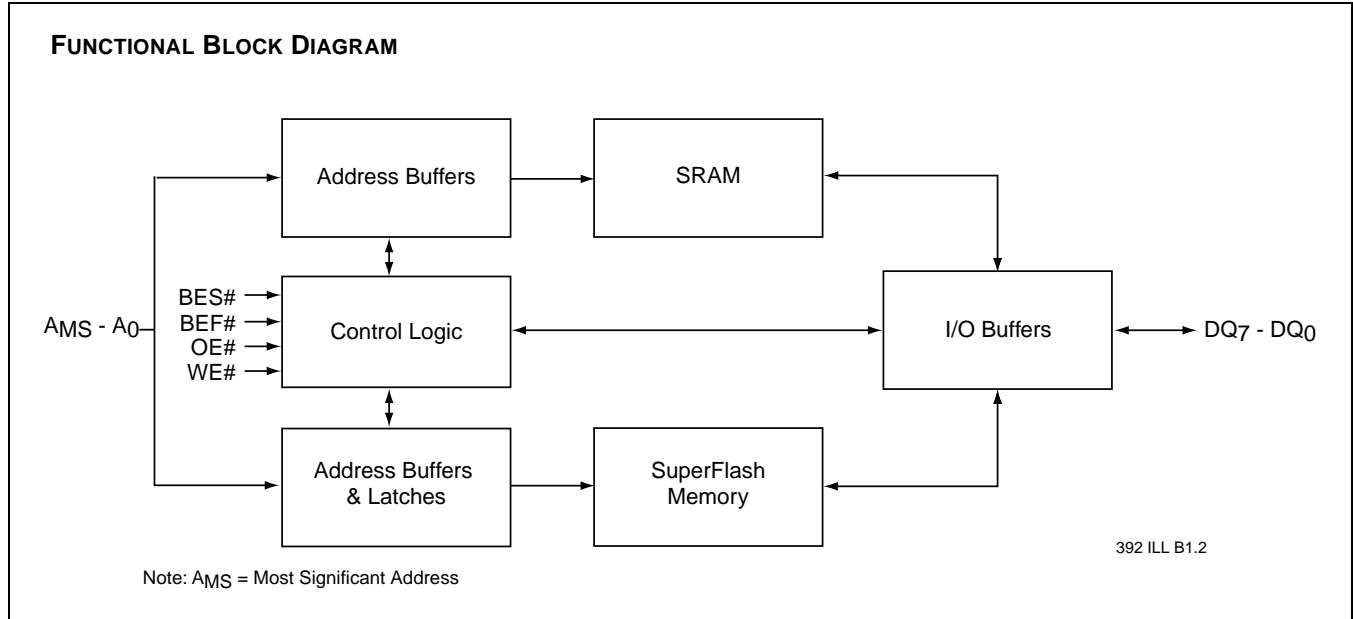 FUNCTIONAL BLOCK DIAGRAM
Address Buffers
SRAM
BES#
BEF#
OE#
WE#
AMS - A0
Control Logic
I/O Buffers
DQ7 - DQ0
Address Buffers
& Latches
SuperFlash
Memory
392 ILL B1.2
Note: AMS = Most Significant Address